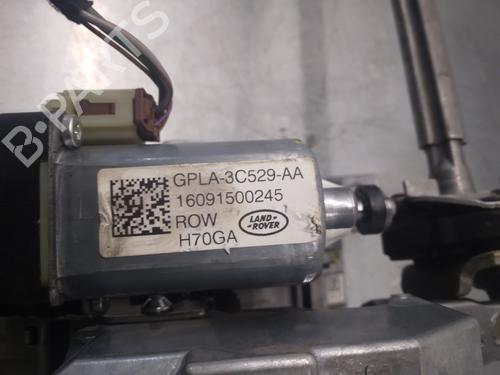 GPLA-3C529-AA
16091500245
ROW
H70GA
LAND-
ROVER
B-PARTS